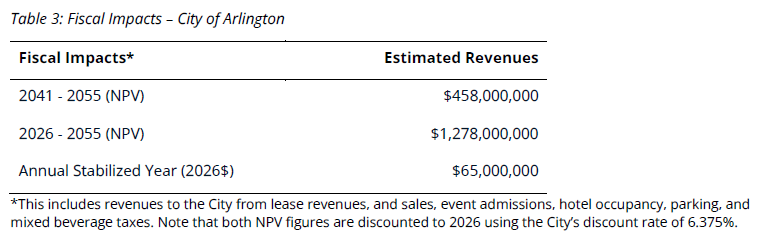 Table 3: Fiscal Impacts – City of Arlington
Fiscal Impacts* Estimated Revenues
2041 - 2055 (NPV) $458,000,000
2026 - 2055 (NPV) $1,278,000,000
Annual Stabilized Year (2026$) $65,000,000
*This includes revenues to the City from lease revenues, and sales, event admissions, hotel occupancy, parking, and
mixed beverage taxes. Note that both NPV figures are discounted to 2026 using the City’s discount rate of 6.375%.